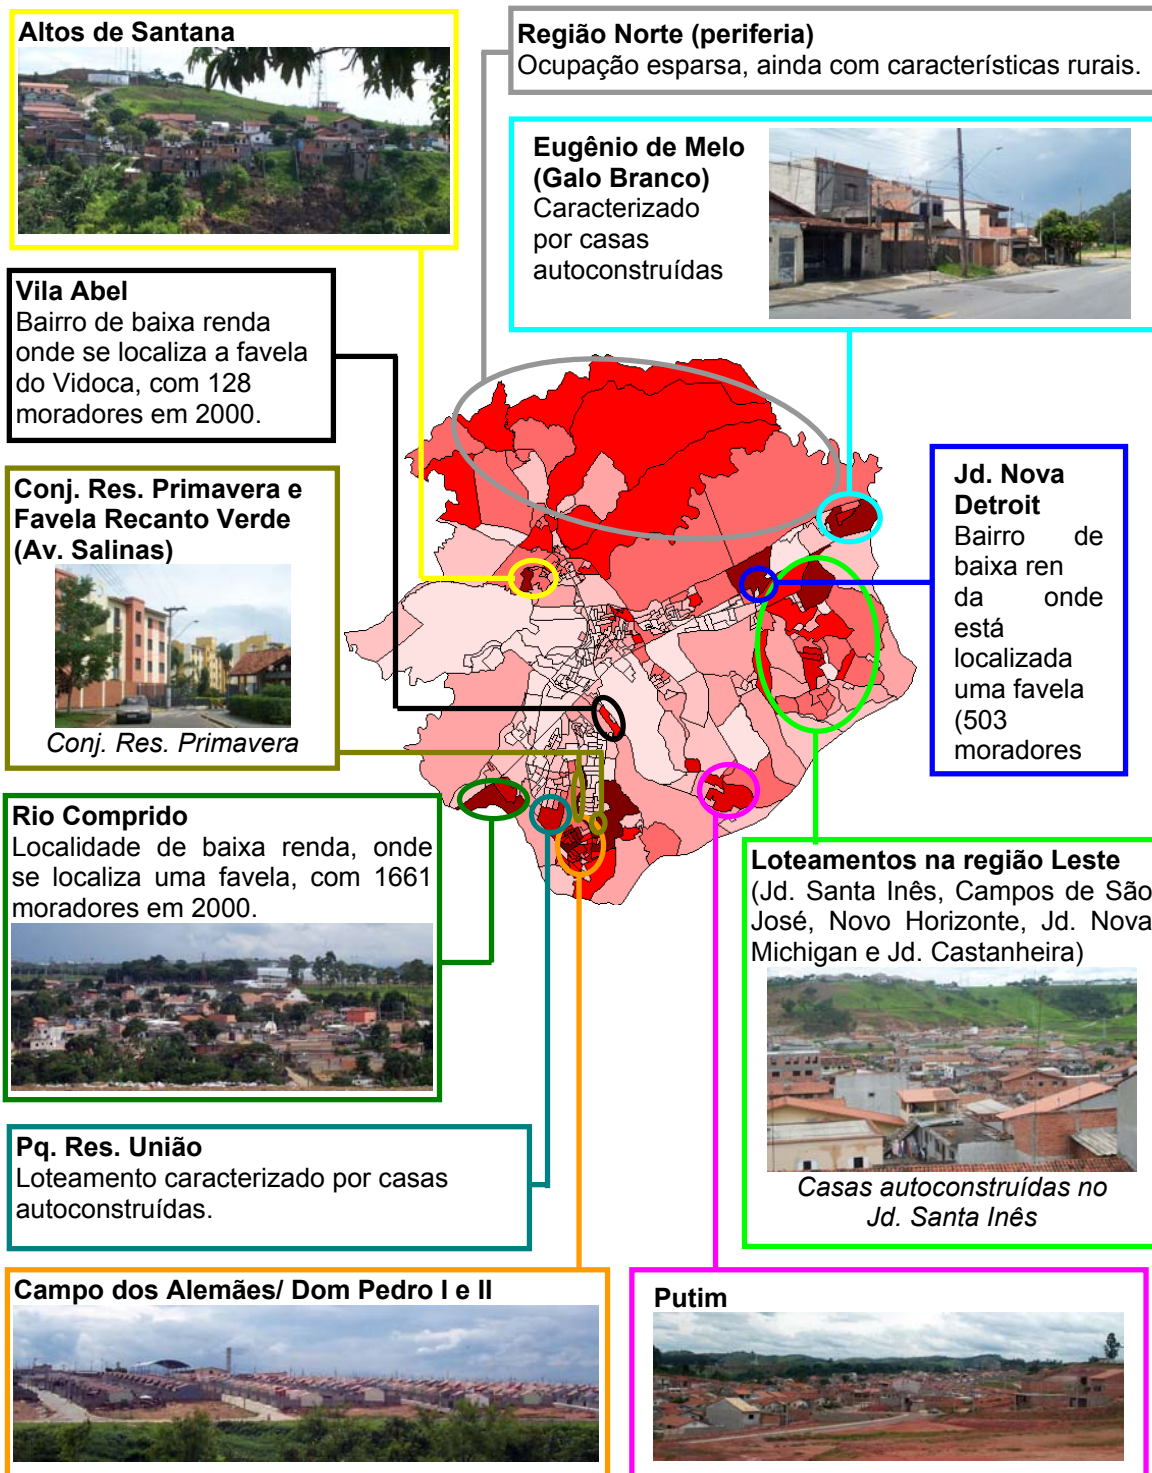 Altos de Santana
Região Norte (periferia)
Ocupação esparsa, ainda com características rurais.
Eugênio de Melo
(Galo Branco)
Caracterizado
por casas
autoconstruídas
Vila Abel
Bairro de baixa renda
onde se localiza a favela
do Vidoca, com 128
moradores em 2000.
Conj. Res. Primavera e
Favela Recanto Verde
(Av. Salinas)
Conj. Res. Primavera
Jd. Nova
Detroit
Bairro de
baixa ren
da onde
está
localizada
uma favela
(503
moradores
Rio Comprido
Localidade de baixa renda, onde
se localiza uma favela, com 1661
moradores em 2000.
Loteamentos na região Leste
(Jd. Santa Inês, Campos de São
José, Novo Horizonte, Jd. Nova
Michigan e Jd. Castanheira)
Casas autoconstruídas no
Jd. Santa Inês
Pq. Res. União
Loteamento caracterizado por casas
autoconstruídas.
Campo dos Alemães/ Dom Pedro I e II
Putim